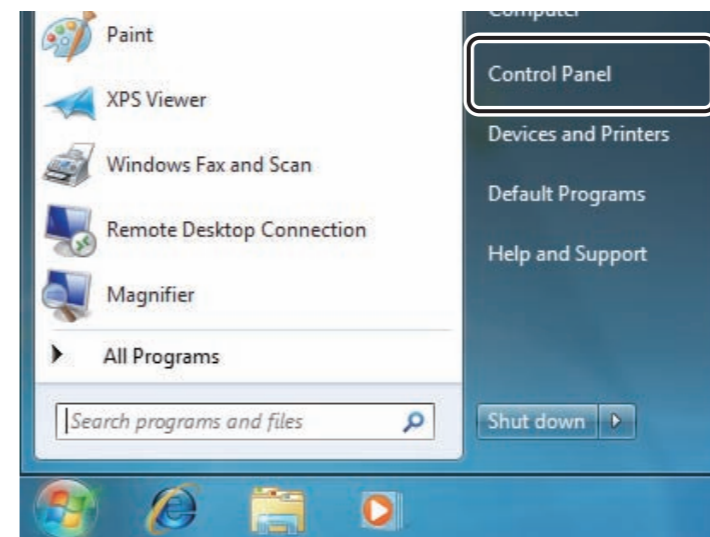 Paint
XPS Viewer
Windows Fax and Scan
Remote Desktop Connection
Magnifier
All Programs
Search programs and files
Computer
Control Panel
Devices and Printers
Default Programs
Help and Support
Shut down